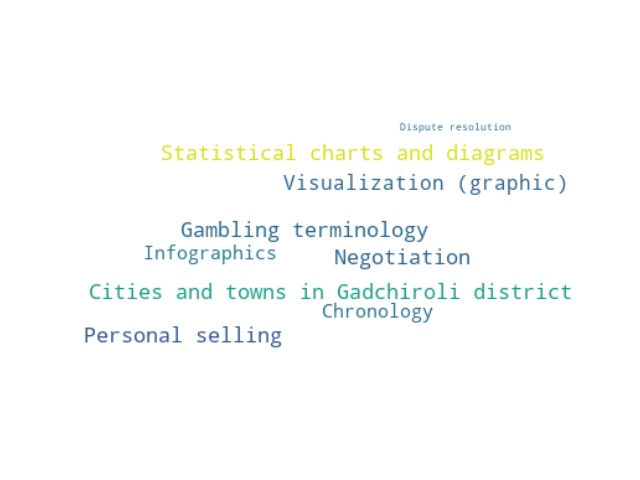 Dispute resolution
Statistical charts and diagrams
Visualization (graphic)
Gambling terminology
Infographics
Negotiation
Cities and towns in Gadchiroli district
Chronology
Personal selling